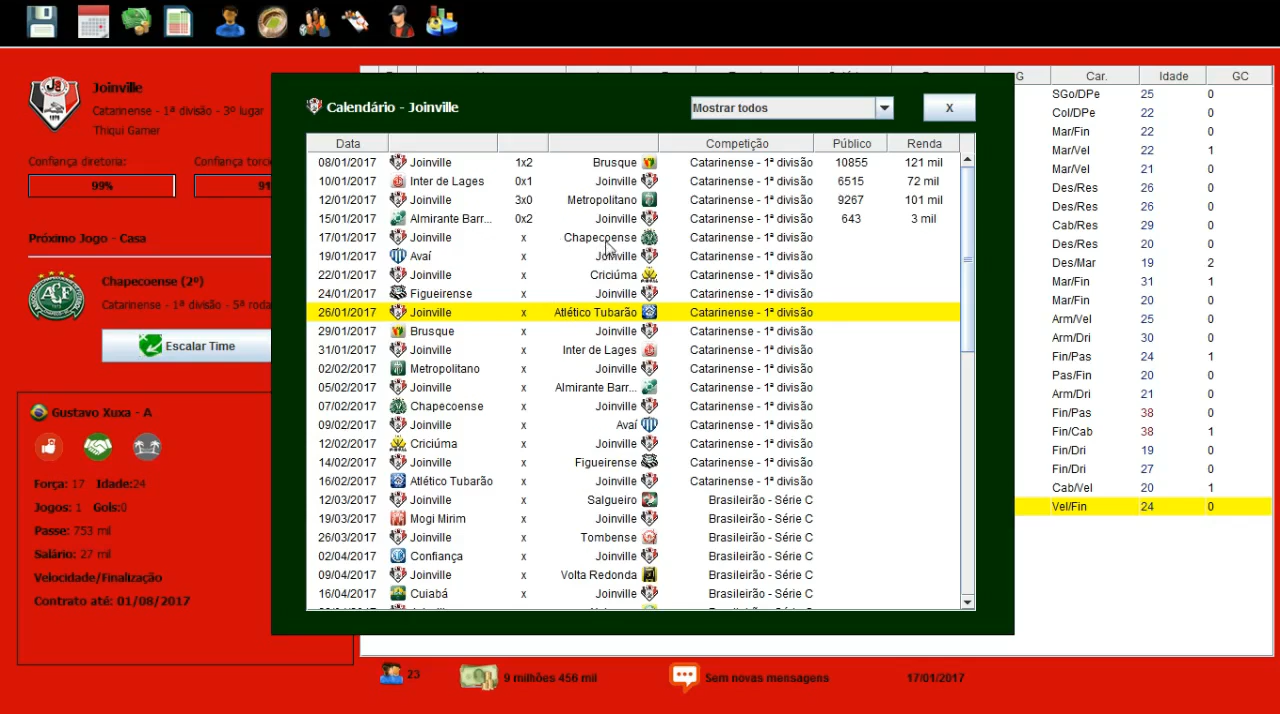 Joinville
Catarinense - 1ª divisão - 3º lugar
Thiqui Gamer
Confiança diretoria:
Confiança torc
99%
91
Próximo Jogo - Casa
Chapecoense (2º)
Catarinense - 1ª divisão - 5ª roda
Escalar Time
Gustavo Xuxa - A
Força: 17 Idade:24
Jogos: 1 Gols:0
Passe: 753 mil
Salário: 27 mil
Velocidade/Finalização
Contrato até: 01/08/2017
Calendário - Joinville
Mostrar todos
X
Data Competição Público Renda
08/01/2017 Joinville 1x2 Brusque Catarinense - 1ª divisão 10855 121 mil
10/01/2017 Inter de Lages 0x1 Joinville Catarinense - 1ª divisão 6515 72 mil
12/01/2017 Joinville 3x0 Metropolitano Catarinense - 1ª divisão 9267 101 mil
15/01/2017 Almirante Barr... 0x2 Joinville Catarinense - 1ª divisão 643 3 mil
17/01/2017 Joinville x Chapecoense Catarinense - 1ª divisão
19/01/2017 Avaí x Joinville Catarinense - 1ª divisão
22/01/2017 Joinville x Criciúma Catarinense - 1ª divisão
24/01/2017 Figueirense x Joinville Catarinense - 1ª divisão
26/01/2017 Joinville x Atlético Tubarão Catarinense - 1ª divisão
29/01/2017 Brusque x Joinville Catarinense - 1ª divisão
31/01/2017 Joinville x Inter de Lages Catarinense - 1ª divisão
02/02/2017 Metropolitano x Joinville Catarinense - 1ª divisão
05/02/2017 Joinville x Almirante Barr... Catarinense - 1ª divisão
07/02/2017 Chapecoense x Joinville Catarinense - 1ª divisão
09/02/2017 Joinville x Avaí Catarinense - 1ª divisão
12/02/2017 Criciúma x Joinville Catarinense - 1ª divisão
14/02/2017 Joinville x Figueirense Catarinense - 1ª divisão
16/02/2017 Atlético Tubarão x Joinville Catarinense - 1ª divisão
12/03/2017 Joinville x Salgueiro Brasileirão - Série C
19/03/2017 Mogi Mirim x Joinville Brasileirão - Série C
26/03/2017 Joinville x Tombense Brasileirão - Série C
02/04/2017 Confiança x Joinville Brasileirão - Série C
09/04/2017 Joinville x Volta Redonda Brasileirão - Série C
16/04/2017 Cuiabá x Joinville Brasileirão - Série C
G Car. Idade GC
SGo/DPe 25 0
Col/DPe 22 0
Mar/Fin 22 0
Mar/Vel 22 1
Mar/Vel 21 0
Des/Res 26 0
Des/Res 26 0
Cab/Res 29 0
Des/Res 20 0
Des/Mar 19 2
Mar/Fin 31 1
Mar/Fin 20 0
Arm/Vel 25 0
Arm/Dri 30 0
Fin/Pas 24 1
Pas/Fin 20 0
Arm/Dri 21 0
Fin/Pas 38 0
Fin/Cab 38 1
Fin/Dri 19 0
Fin/Dri 27 0
Cab/Vel 20 1
Vel/Fin 24 0
23
9 milhões 456 mil
Sem novas mensagens
17/01/2017